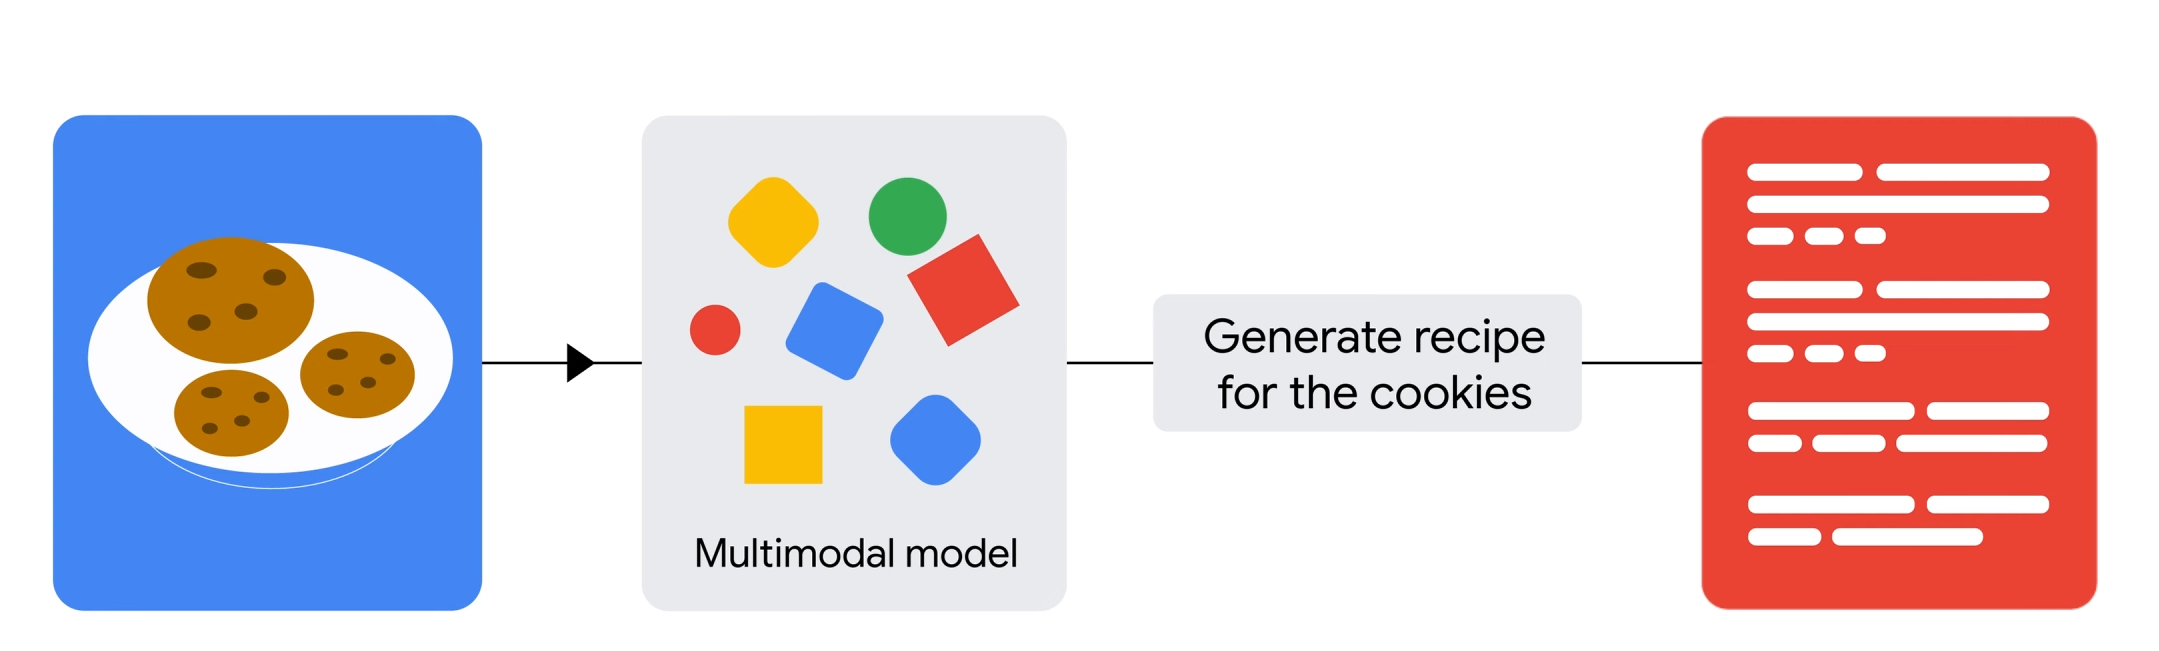 Multimodal model
Generate recipe
for the cookies